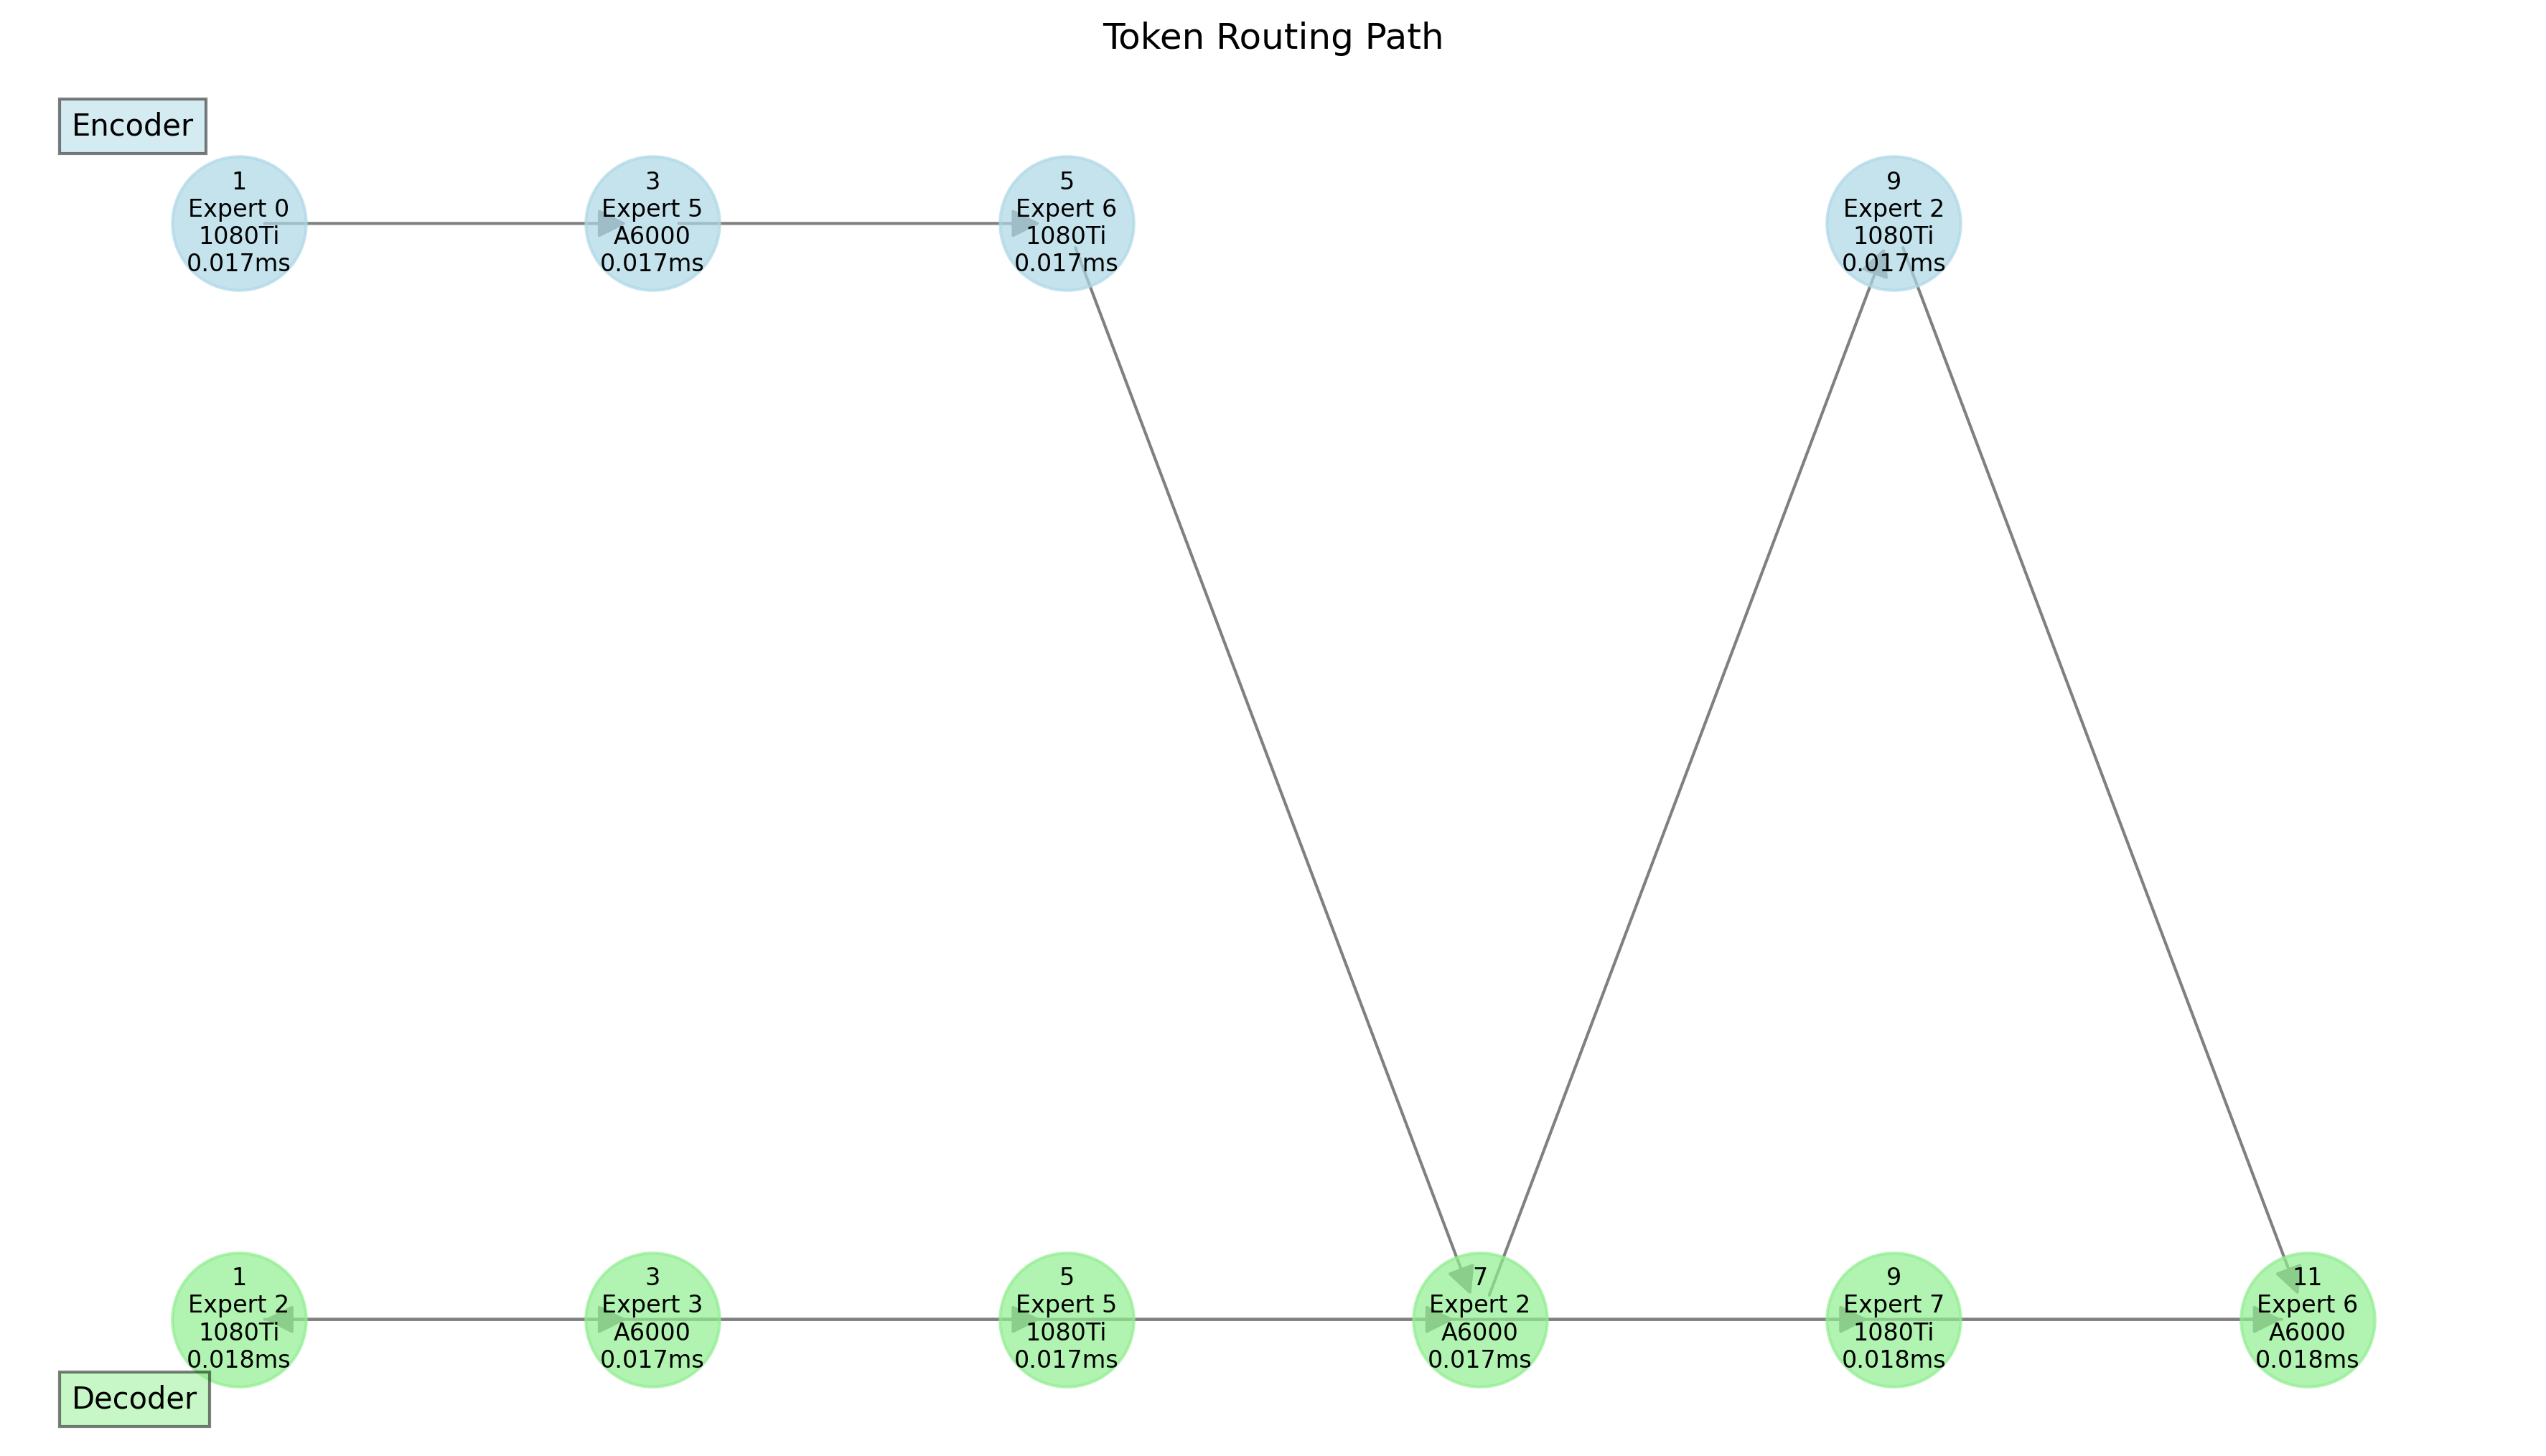 Token Routing Path
Encoder
1
Expert 0
1080Ti
0.017ms
3
Expert 5
A6000
0.017ms
5
Expert 6
1080Ti
0.017ms
9
Expert 2
1080Ti
0.017ms
1
Expert 2
1080Ti
0.018ms
3
Expert 3
A6000
0.017ms
5
Expert 5
1080Ti
0.017ms
7
Expert 2
A6000
0.017ms
9
Expert 7
1080Ti
0.018ms
11
Expert 6
A6000
0.018ms
Decoder